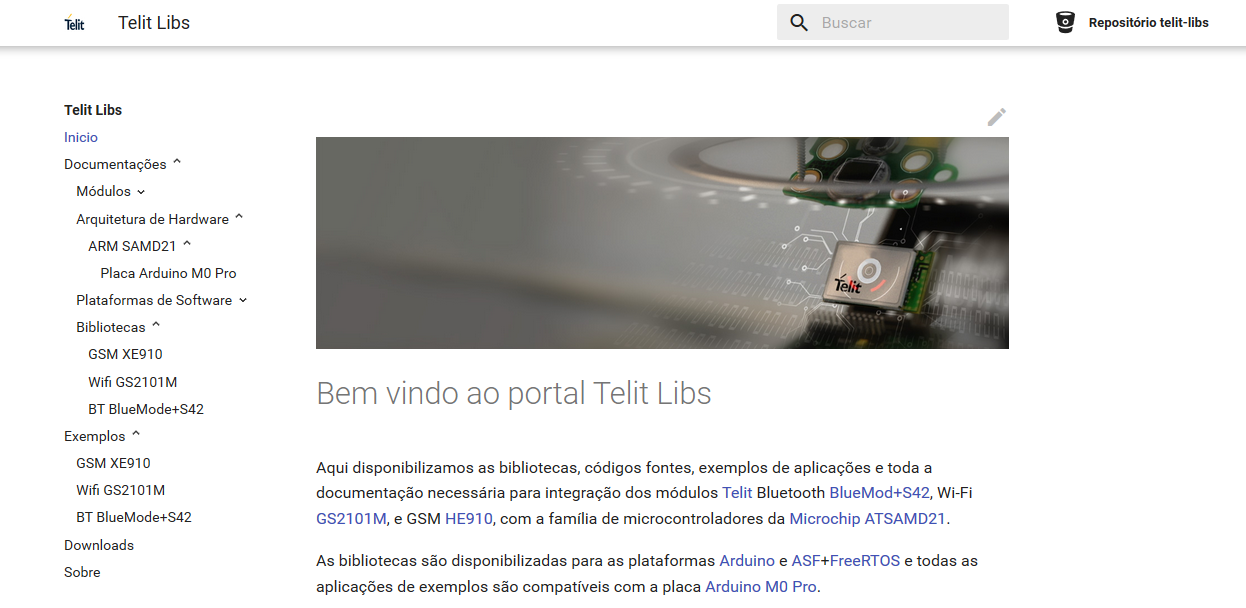 Telit
Telit Libs
Buscar
Repositório telit-libs
Telit Libs
Inicio
Documentações
Módulos
Arquitetura de Hardware
ARM SAMD21
Placa Arduino M0 Pro
Plataformas de Software
Bibliotecas
GSM XE910
Wifi GS2101M
BT BlueMode+S42
Exemplos
GSM XE910
Wifi GS2101M
BT BlueMode+S42
Downloads
Sobre
Telit
Bem vindo ao portal Telit Libs
Aqui disponibilizamos as bibliotecas, códigos fontes, exemplos de aplicações e toda a
documentação necessária para integração dos módulos Telit Bluetooth BlueMod+S42, Wi-Fi
GS2101M, e GSM HE910, com a família de microcontroladores da Microchip ATSAMD21.
As bibliotecas são disponibilizadas para as plataformas Arduino e ASF+FreeRTOS e todas as
aplicações de exemplos são compatíveis com a placa Arduino M0 Pro.